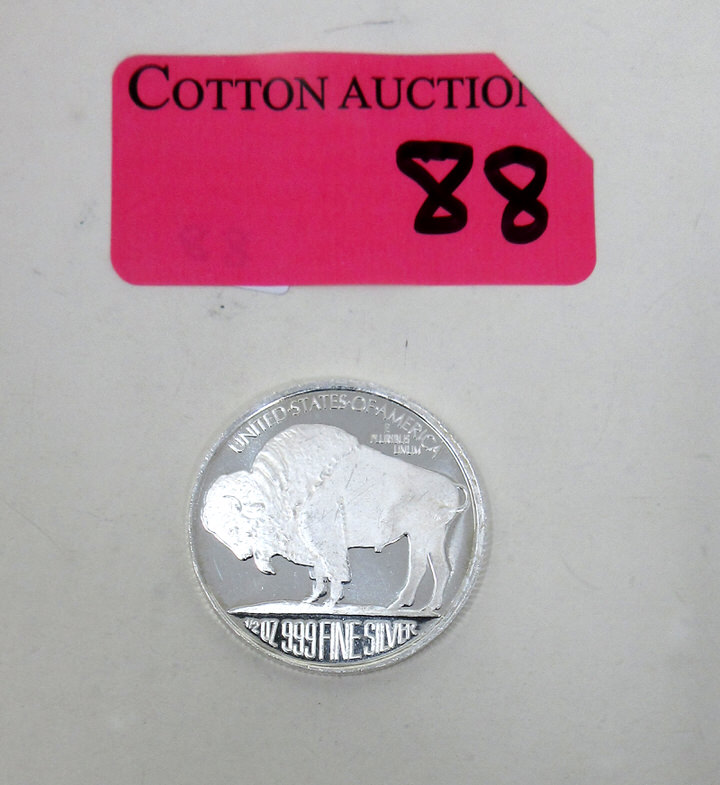 COTTON AUCTION
88
UNITED·STATES·OF·AMERICA
E
PLURIBUS
UNUM
1/2 OZ 999 FINE SILVER